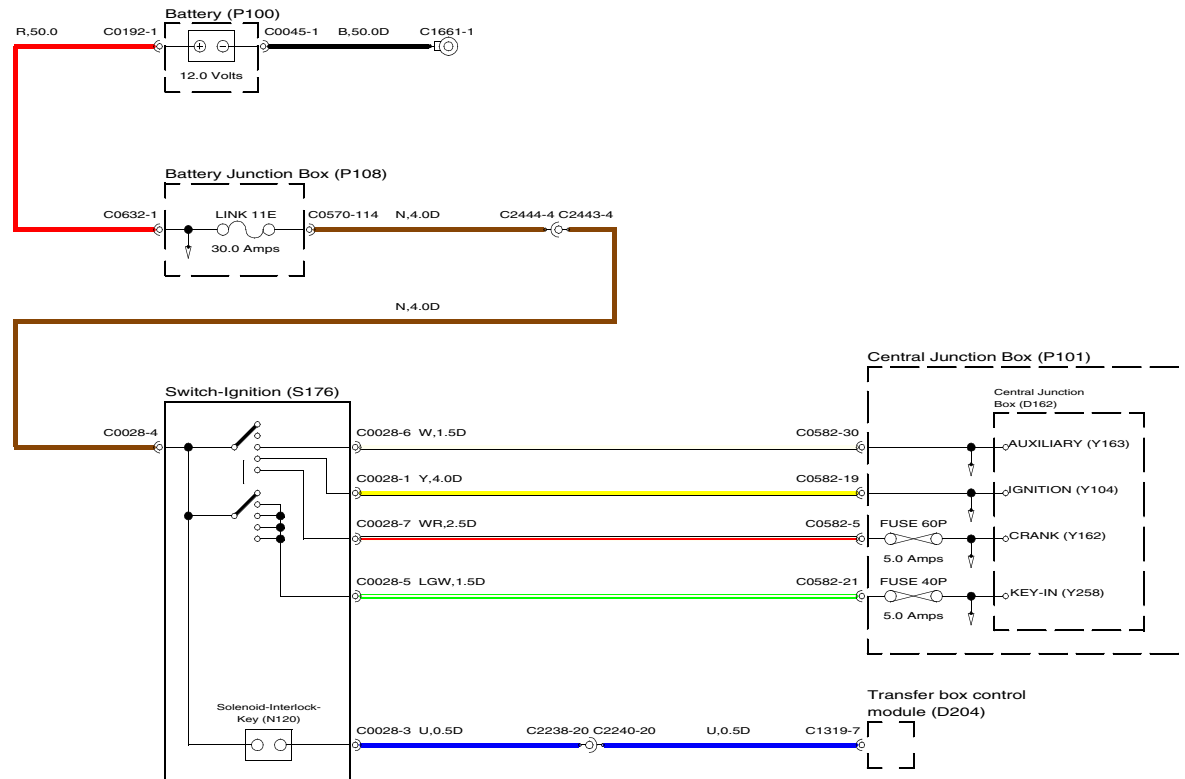 Battery (P100)
R,50.0 C0192-1 C0045-1 B,50.0D C1661-1
12.0 Volts
Battery Junction Box (P108)
C0632-1 LINK 11E C0570-114 N,4.0D C2444-4 C2443-4
30.0 Amps
N,4.0D
Central Junction Box (P101)
Switch-Ignition (S176)
Central Junction
Box (D162)
C0028-4 C0028-6 W,1.5D C0582-30 AUXILIARY (Y163)
C0028-1 Y,4.0D C0582-19 IGNITION (Y104)
C0028-7 WR,2.5D C0582-5 FUSE 60P CRANK (Y162)
5.0 Amps
C0028-5 LGW,1.5D C0582-21 FUSE 40P KEY-IN (Y258)
5.0 Amps
Transfer box control
module (D204)
Solenoid-Interlock-
Key (N120)
C0028-3 U,0.5D C2238-20 C2240-20 U,0.5D C1319-7